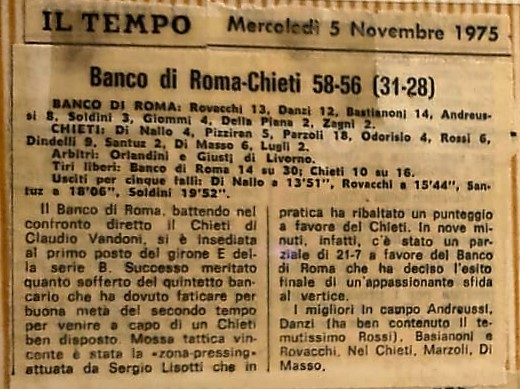 IL TEMPO
Mercoledì 5 Novembre 1975
Banco di Roma-Chieti 58-56 (31-28)
BANCO DI ROMA: Rovacchi 13, Danzi 12, Bastianoni 14, Andreus-
si 8, Soldini 3, Giommi 4, Della Piana 2, Zagni 2.
CHIETI: Di Nallo 4, Pizziran 5, Parzoli 18, Odorisio 4, Rossi 6,
Dindelli 9, Santuz 2, Di Masso 6, Lugli 2.
Arbitri: Orlandini e Giusti di Livorno.
Tiri liberi: Banco di Roma 14 su 30; Chieti 10 su 16.
Usciti per cinque falli: Di Nallo a 13'51", Rovacchi a 15'44", San-
tuz a 18'06", Soldini 19'52".
Il Banco di Roma, battendo nel
confronto diretto il Chieti di
Claudio Vandoni, si è insediata
al primo posto del girone E del-
la serie B. Successo meritato
quanto sofferto del quintetto ban-
cario che ha dovuto faticare per
buona metà del secondo tempo
per venire a capo di un Chieti
ben disposto. Mossa tattica vin-
cente è stata la «zona-pressing»
attuata da Sergio Lisotti che in
pratica ha ribaltato un punteggio
a favore del Chieti. In nove mi-
nuti, infatti, c'è stato un par-
ziale di 21-7 a favore del Banco
di Roma che ha deciso l'esito
finale di un'appassionante sfida
al vertice.
I migliori in campo Andreussi,
Danzi (ha ben contenuto il te-
mutissimo Rossi), Basianoni e
Rovacchi. Nel Chieti, Marzoli, Di
Masso.